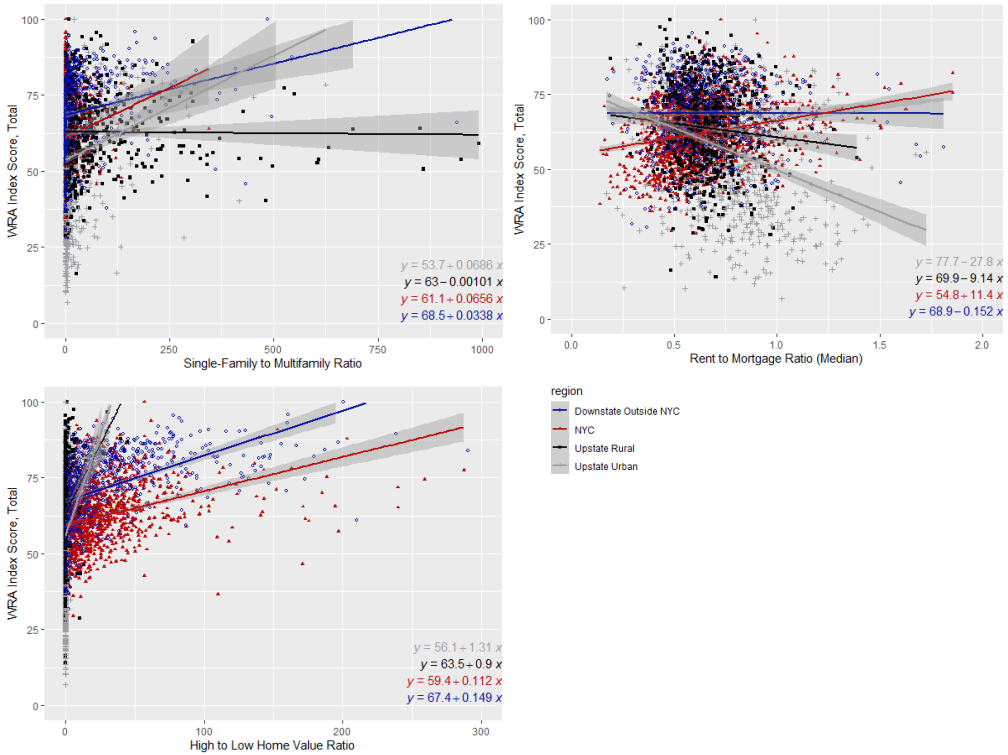 100
75
50
25
0
WRA Index Score, Total
y = 53.7 + 0.0686 x
y = 63 − 0.00101 x
y = 61.1 + 0.0656 x
y = 68.5 + 0.0338 x
0 250 500 750 1000
Single-Family to Multifamily Ratio
100
75
50
25
0
WRA Index Score, Total
y = 77.7 − 27.8 x
y = 69.9 − 9.14 x
y = 54.8 + 11.4 x
y = 68.9 − 0.152 x
0.0 0.5 1.0 1.5 2.0
Rent to Mortgage Ratio (Median)
100
75
50
25
0
WRA Index Score, Total
y = 56.1 + 1.31 x
y = 63.5 + 0.9 x
y = 59.4 + 0.112 x
y = 67.4 + 0.149 x
0 100 200 300
High to Low Home Value Ratio
region
Downstate Outside NYC
NYC
Upstate Rural
Upstate Urban